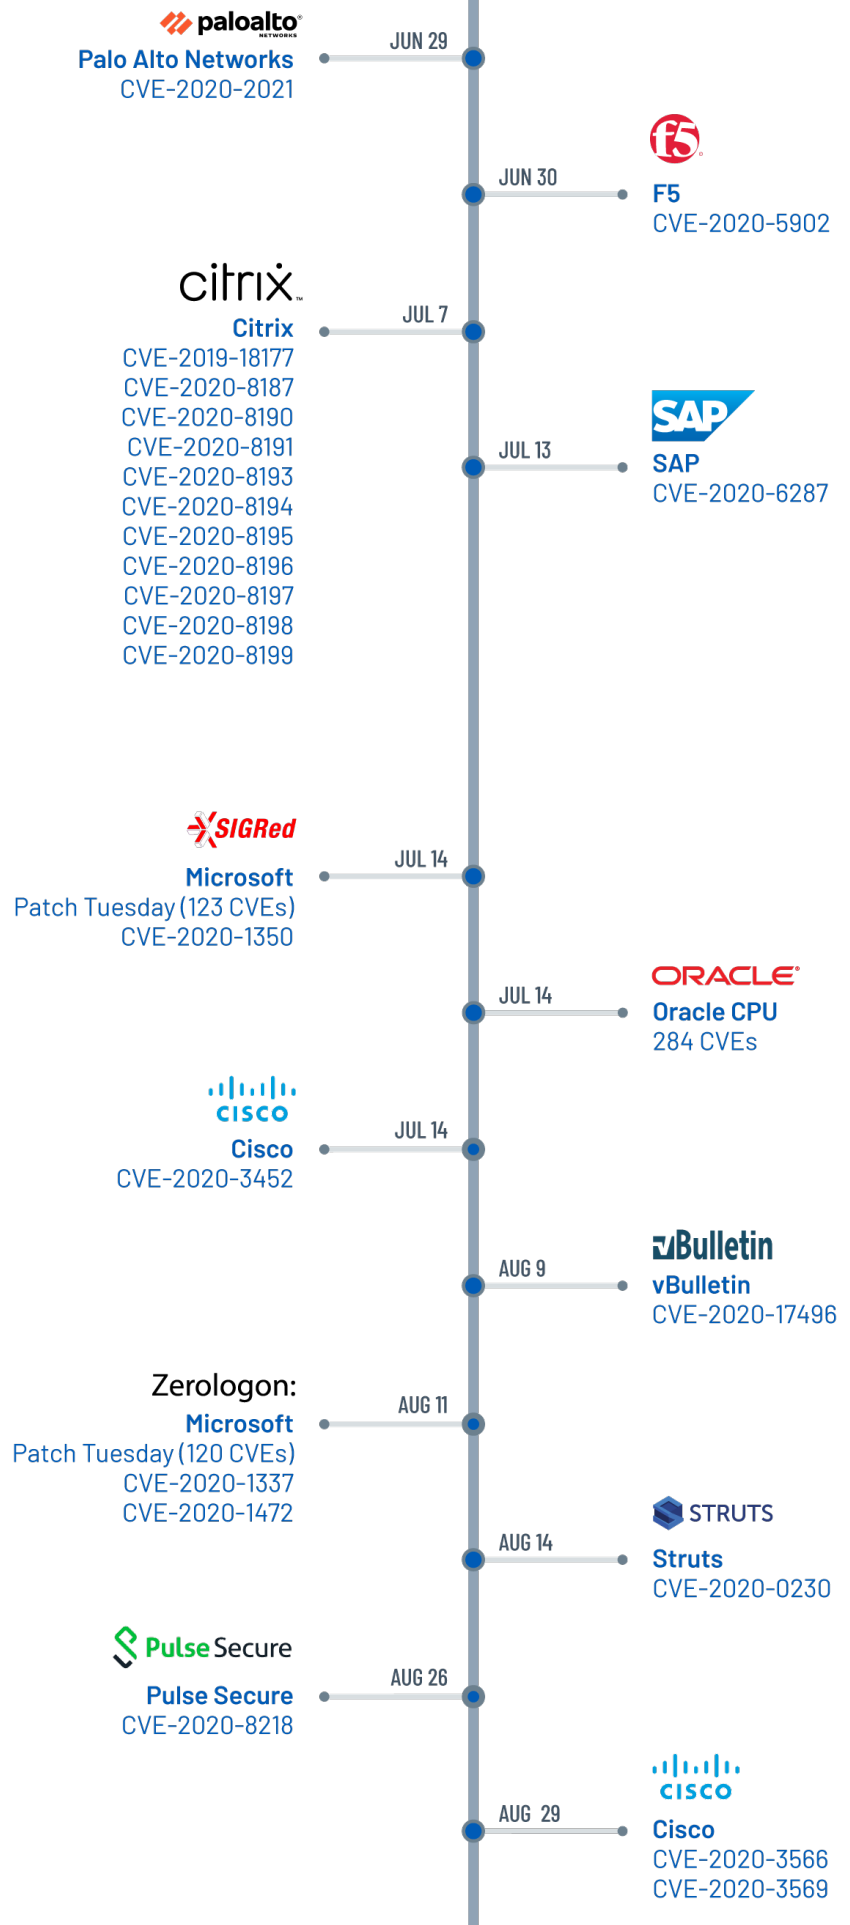 paloalto®
NETWORKS
JUN 29
Palo Alto Networks
CVE-2020-2021
f5®
JUN 30
F5
CVE-2020-5902
citrix™
JUL 7
Citrix
CVE-2019-18177
CVE-2020-8187
CVE-2020-8190
CVE-2020-8191
CVE-2020-8193
CVE-2020-8194
CVE-2020-8195
CVE-2020-8196
CVE-2020-8197
CVE-2020-8198
CVE-2020-8199
SAP
JUL 13
SAP
CVE-2020-6287
SIGRed
JUL 14
Microsoft
Patch Tuesday (123 CVEs)
CVE-2020-1350
ORACLE®
JUL 14
Oracle CPU
284 CVEs
CISCO
JUL 14
Cisco
CVE-2020-3452
vBulletin
AUG 9
vBulletin
CVE-2020-17496
Zerologon:
AUG 11
Microsoft
Patch Tuesday (120 CVEs)
CVE-2020-1337
CVE-2020-1472
STRUTS
AUG 14
Struts
CVE-2020-0230
Pulse Secure
AUG 26
Pulse Secure
CVE-2020-8218
CISCO
AUG 29
Cisco
CVE-2020-3566
CVE-2020-3569